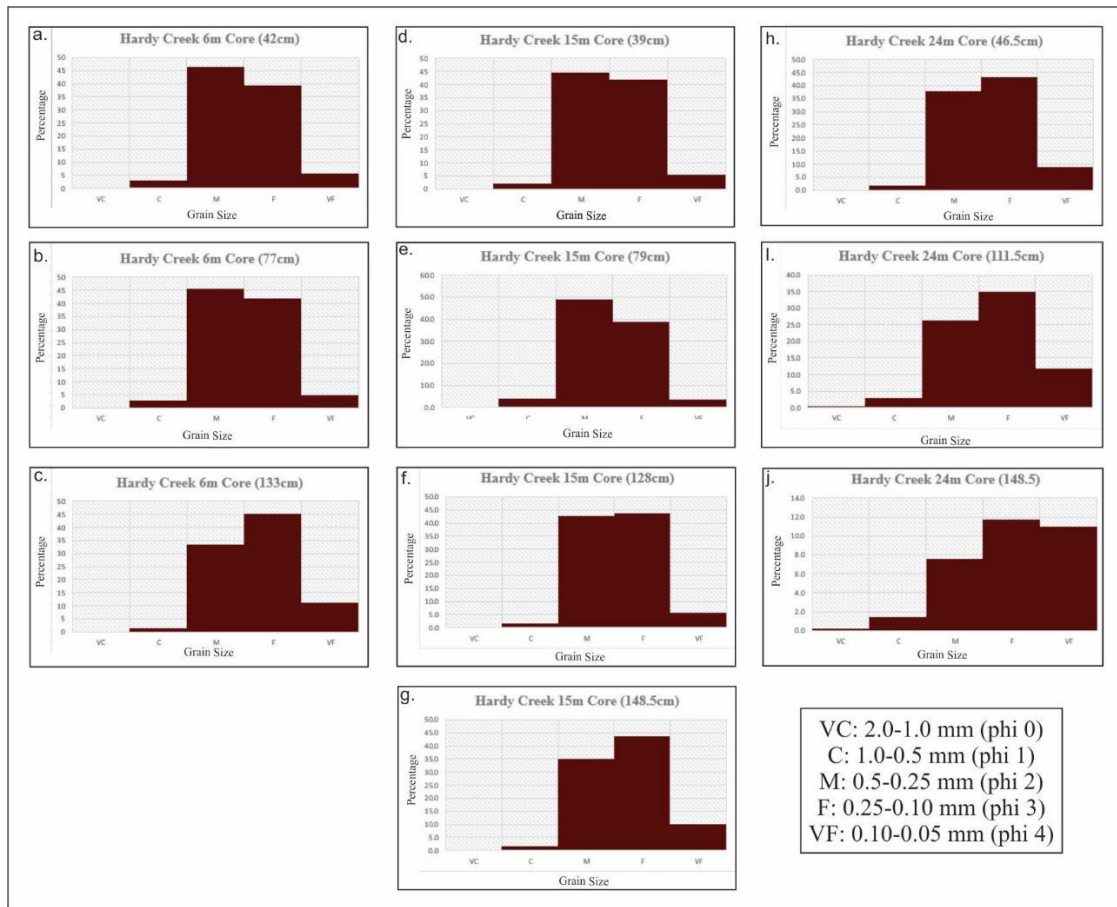 a.
Hardy Creek 6m Core (42cm)
50
45
40
35
30
25
20
15
10
5
0
Percentage
VC C M F VF
Grain Size
b.
Hardy Creek 6m Core (77cm)
50
45
40
35
30
25
20
15
10
5
0
Percentage
VC C M F VF
Grain Size
c.
Hardy Creek 6m Core (133cm)
50
45
40
35
30
25
20
15
10
5
0
Percentage
VC C M F VF
Grain Size
d.
Hardy Creek 15m Core (39cm)
50
45
40
35
30
25
20
15
10
5
0
Percentage
VC C M F VF
Grain Size
e.
Hardy Creek 15m Core (79cm)
60.0
50.0
40.0
30.0
20.0
10.0
0.0
Percentage
VC C M F VF
Grain Size
f.
Hardy Creek 15m Core (128cm)
50.0
45.0
40.0
35.0
30.0
25.0
20.0
15.0
10.0
5.0
0.0
Percentage
VC C M F VF
Grain Size
g.
Hardy Creek 15m Core (148.5cm)
50.0
45.0
40.0
35.0
30.0
25.0
20.0
15.0
10.0
5.0
0.0
Percentage
VC C M F VF
Grain Size
h.
Hardy Creek 24m Core (46.5cm)
50.0
45.0
40.0
35.0
30.0
25.0
20.0
15.0
10.0
5.0
0.0
Percentage
VC C M F VF
Grain Size
I.
Hardy Creek 24m Core (111.5cm)
40.0
35.0
30.0
25.0
20.0
15.0
10.0
5.0
0.0
Percentage
VC C M F VF
Grain Size
j.
Hardy Creek 24m Core (148.5)
14.0
12.0
10.0
8.0
6.0
4.0
2.0
0.0
Percentage
VC C M F VF
Grain Size
VC: 2.0-1.0 mm (phi 0)
C: 1.0-0.5 mm (phi 1)
M: 0.5-0.25 mm (phi 2)
F: 0.25-0.10 mm (phi 3)
VF: 0.10-0.05 mm (phi 4)